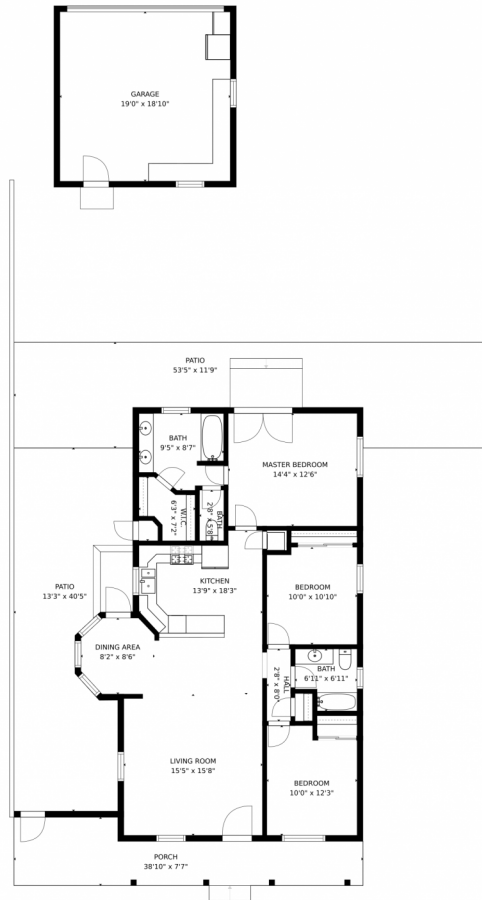 GARAGE
19'0" x 18'10"
PATIO
53'5" x 11'9"
BATH
9'5" x 8'7"
MASTER BEDROOM
14'4" x 12'6"
W.I.C.
6'3" x 7'2"
BATH
2'8" x 5'8"
KITCHEN
13'9" x 18'3"
BEDROOM
10'0" x 10'10"
PATIO
13'3" x 40'5"
DINING AREA
8'2" x 8'6"
HALL
2'8" x 8'0"
BATH
6'11" x 6'11"
LIVING ROOM
15'5" x 15'8"
BEDROOM
10'0" x 12'3"
PORCH
38'10" x 7'7"